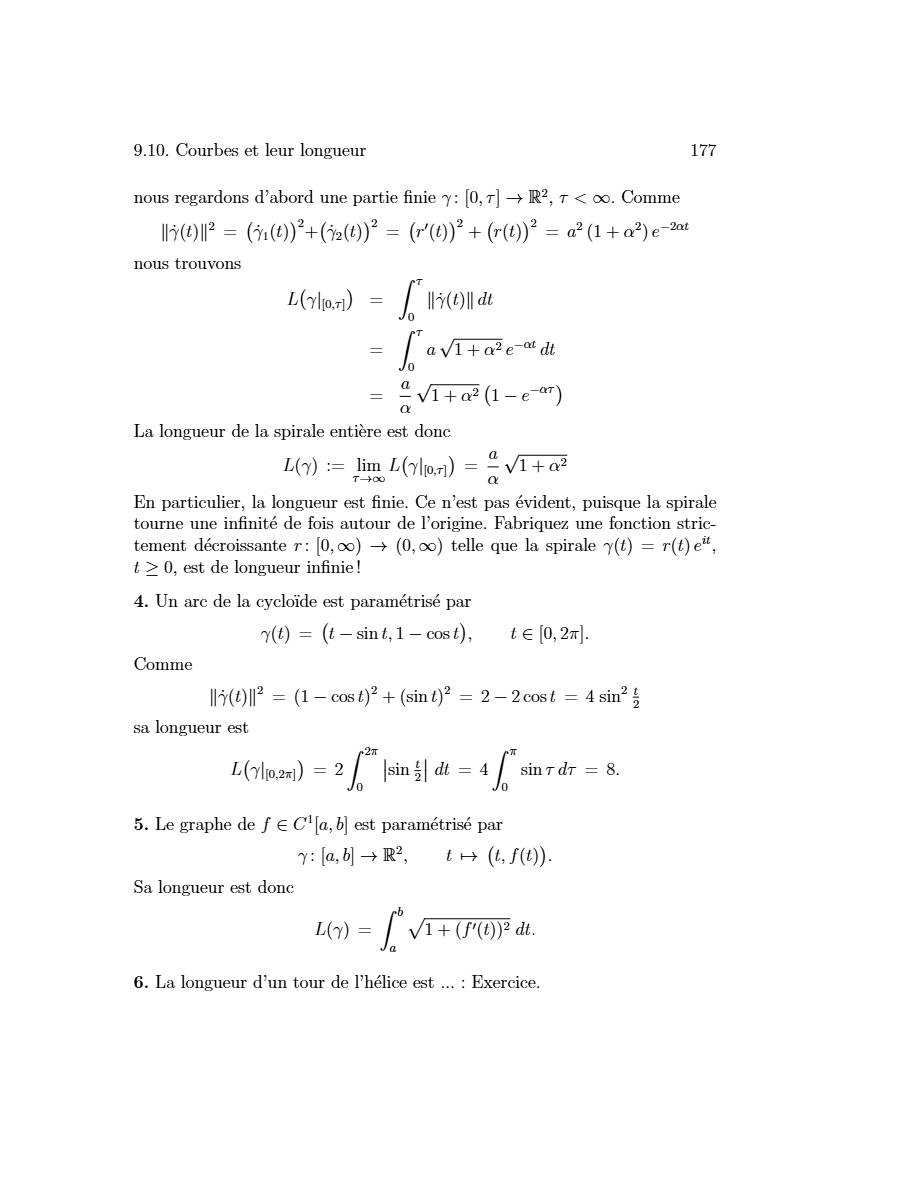 9.10. Courbes et leur longueur 177
nous regardons d'abord une partie finie γ: [0, τ] → ℝ², τ < ∞. Comme
‖γ̇(t)‖² = (γ̇₁(t))²+(γ̇₂(t))² = (r′(t))² + (r(t))² = a² (1 + α²) e^{−2αt}
nous trouvons
L(γ|_{[0,τ]}) = ∫₀^τ ‖γ̇(t)‖ dt
= ∫₀^τ a √(1 + α²) e^{−αt} dt
= a/α √(1 + α²) (1 − e^{−ατ})
La longueur de la spirale entière est donc
L(γ) := lim_{τ→∞} L(γ|_{[0,τ]}) = a/α √(1 + α²)
En particulier, la longueur est finie. Ce n'est pas évident, puisque la spirale
tourne une infinité de fois autour de l'origine. Fabriquez une fonction stric-
tement décroissante r: [0, ∞) → (0, ∞) telle que la spirale γ(t) = r(t) e^{it},
t ≥ 0, est de longueur infinie !
4. Un arc de la cycloïde est paramétrisé par
γ(t) = (t − sin t, 1 − cos t), t ∈ [0, 2π].
Comme
‖γ̇(t)‖² = (1 − cos t)² + (sin t)² = 2 − 2 cos t = 4 sin² t/2
sa longueur est
L(γ|_{[0,2π]}) = 2 ∫₀^{2π} |sin t/2| dt = 4 ∫₀^π sin τ dτ = 8.
5. Le graphe de f ∈ C¹[a, b] est paramétrisé par
γ: [a, b] → ℝ², t ↦ (t, f(t)).
Sa longueur est donc
L(γ) = ∫_a^b √(1 + (f′(t))²) dt.
6. La longueur d'un tour de l'hélice est ... : Exercice.